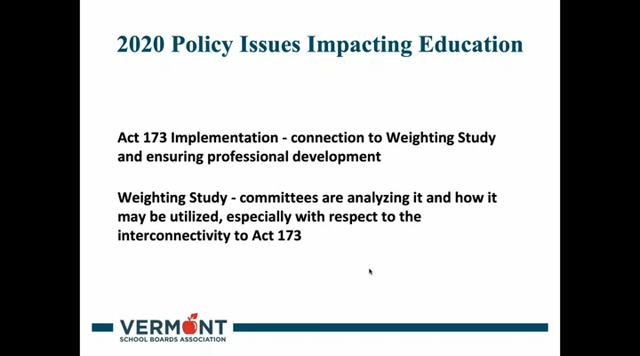 2020 Policy Issues Impacting Education
Act 173 Implementation - connection to Weighting Study
and ensuring professional development
Weighting Study - committees are analyzing it and how it
may be utilized, especially with respect to the
interconnectivity to Act 173
VERMONT
SCHOOL BOARDS ASSOCIATION